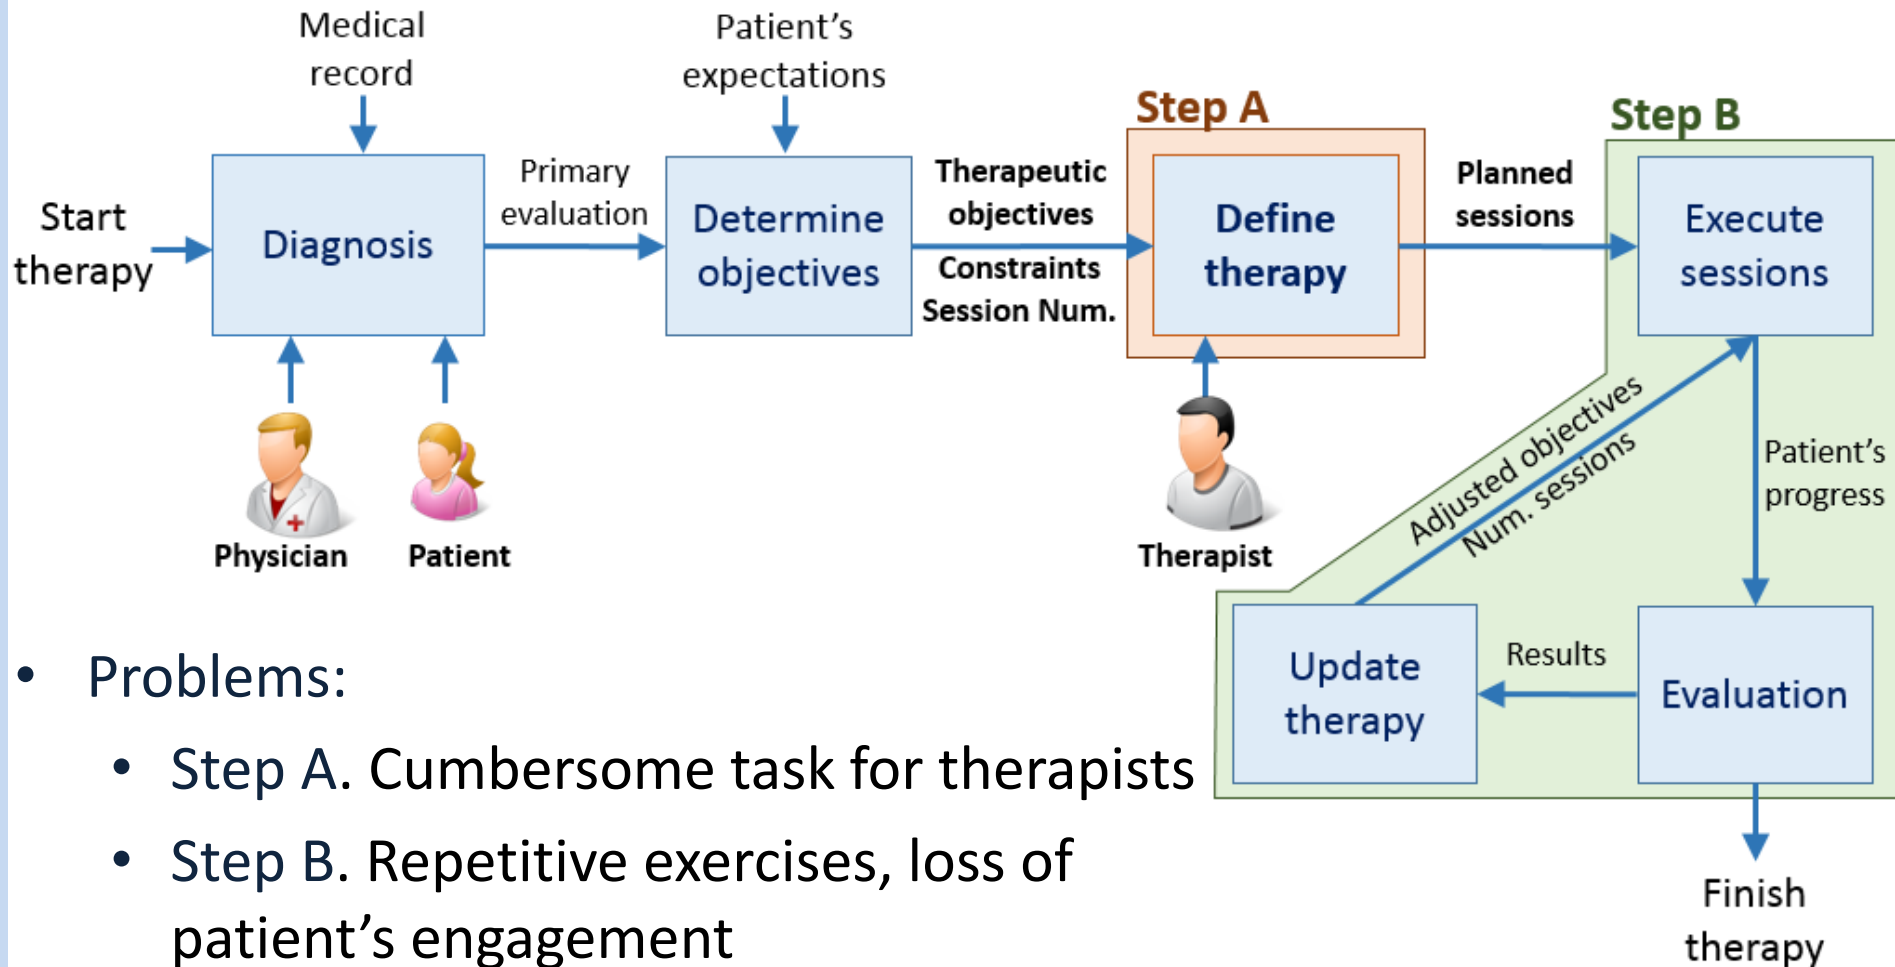 Medical
record
Patient's
expectations
Step A
Step B
Start
therapy
Diagnosis
Primary
evaluation
Determine
objectives
Therapeutic
objectives
Constraints
Session Num.
Define
therapy
Planned
sessions
Execute
sessions
Physician
Patient
Therapist
Adjusted objectives
Num. sessions
Patient's
progress
Update
therapy
Results
Evaluation
Finish
therapy
• Problems:
• Step A. Cumbersome task for therapists
• Step B. Repetitive exercises, loss of
patient's engagement